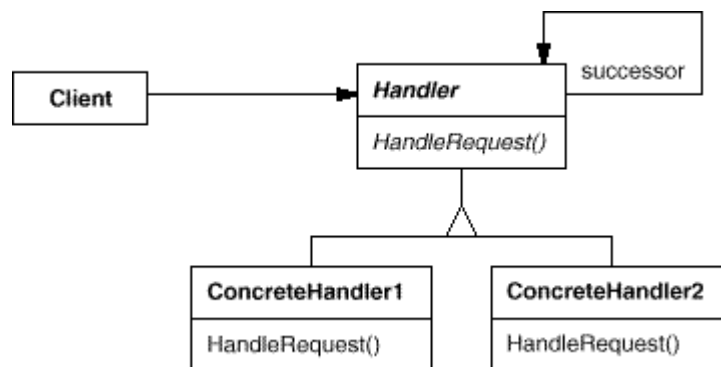 Client
Handler
successor
HandleRequest()
ConcreteHandler1
ConcreteHandler2
HandleRequest()
HandleRequest()